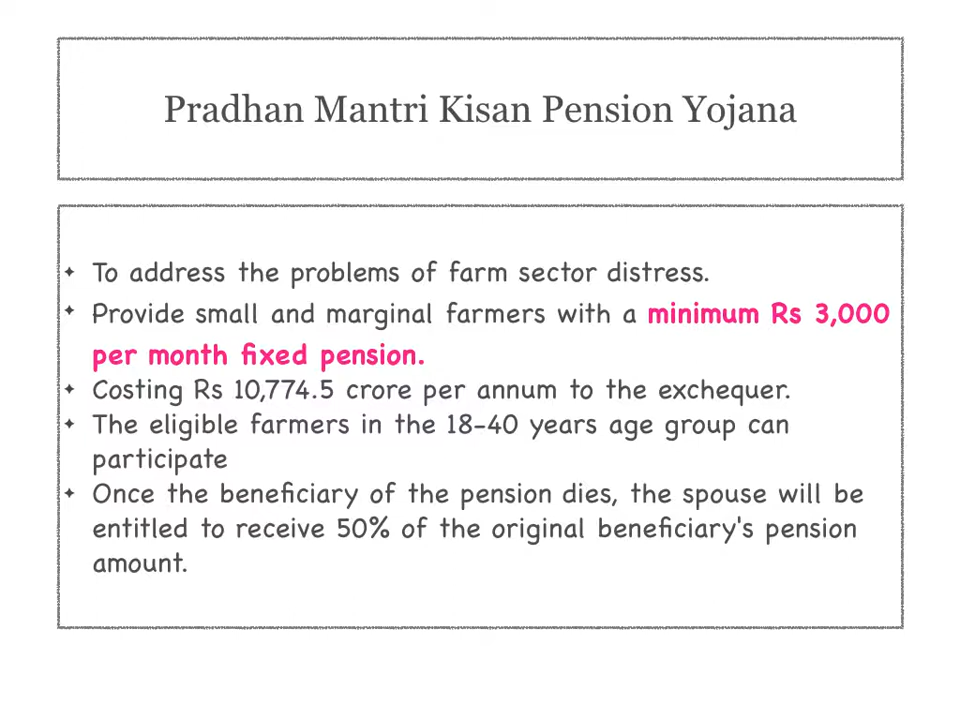 Pradhan Mantri Kisan Pension Yojana
✦ To address the problems of farm sector distress.
✦ Provide small and marginal farmers with a minimum Rs 3,000
per month fixed pension.
✦ Costing Rs 10,774.5 crore per annum to the exchequer.
✦ The eligible farmers in the 18-40 years age group can
participate
✦ Once the beneficiary of the pension dies, the spouse will be
entitled to receive 50% of the original beneficiary's pension
amount.